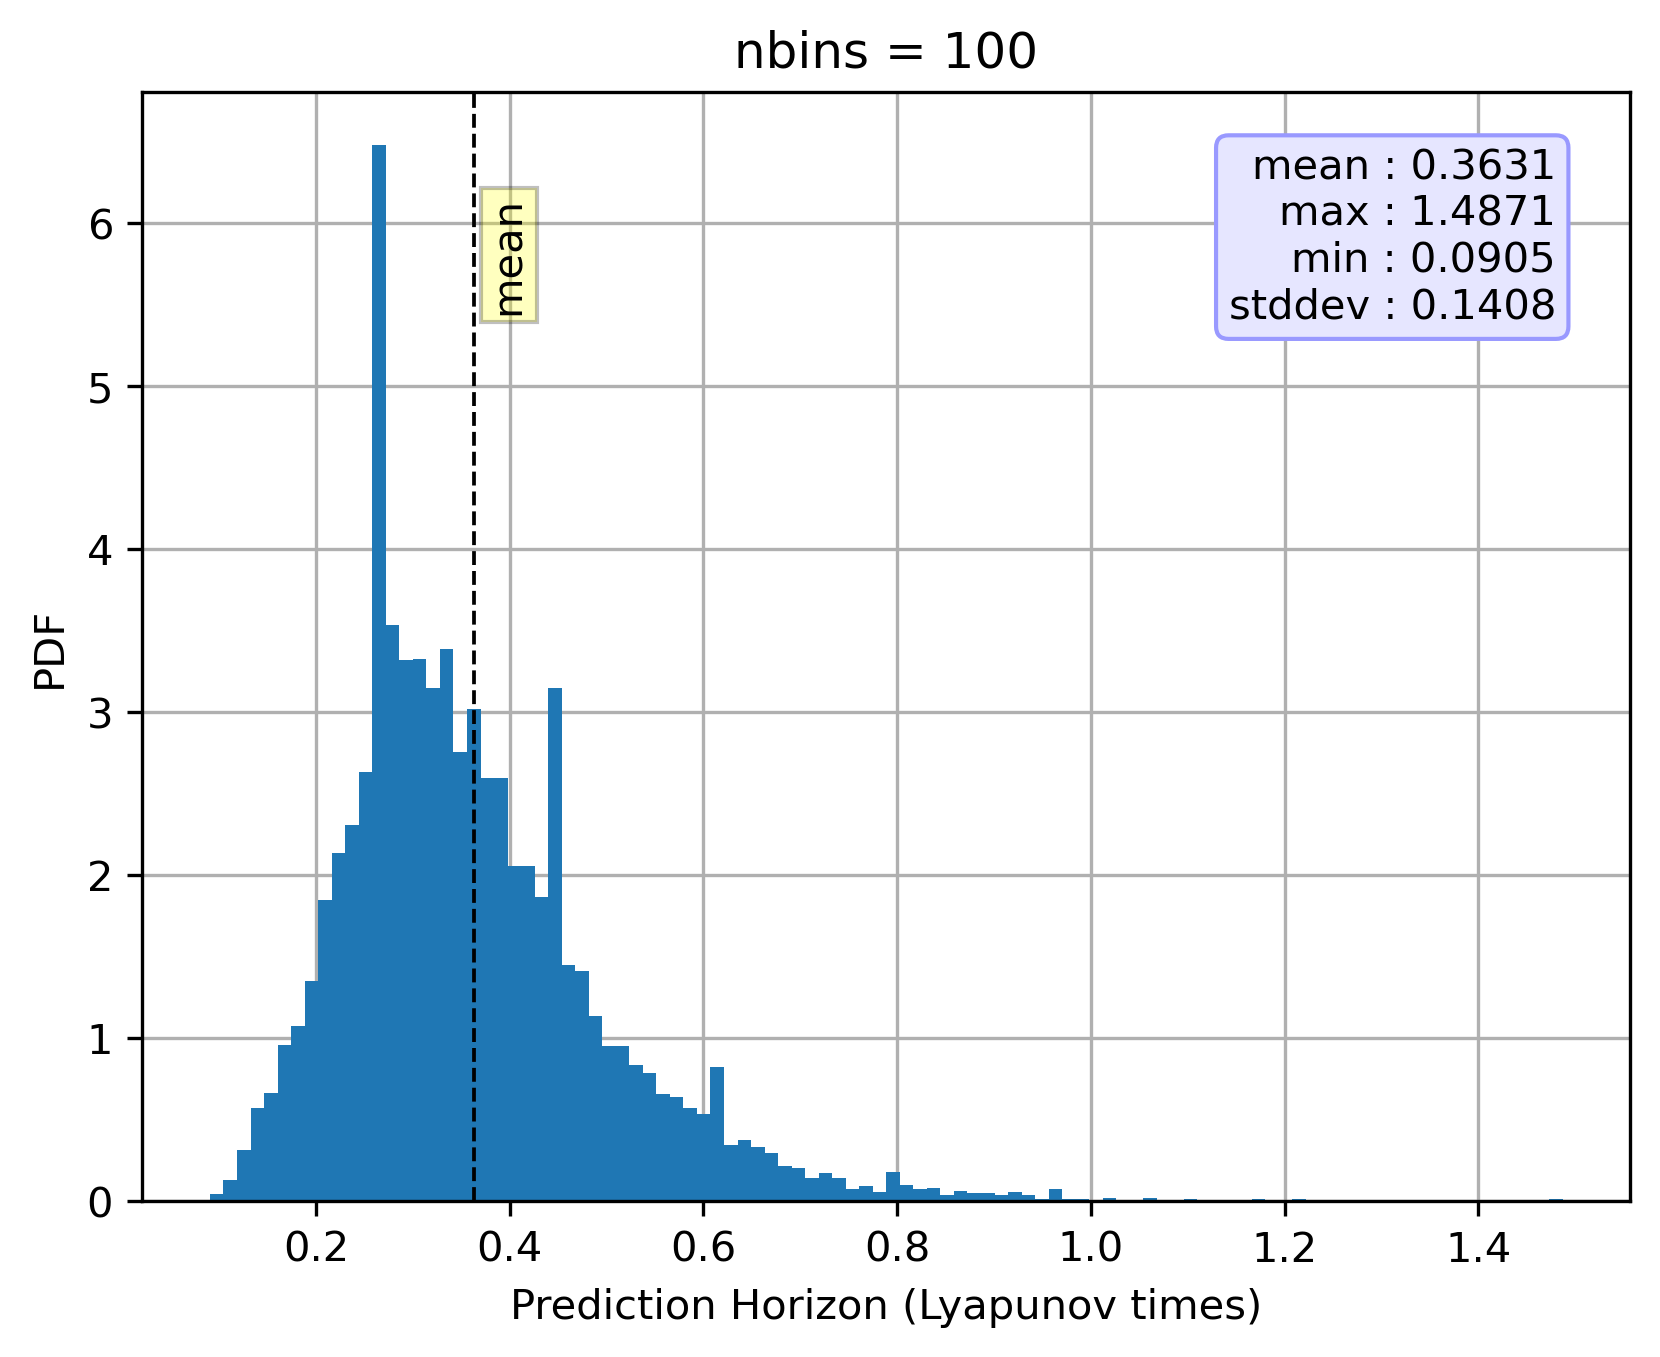 nbins = 100
mean : 0.3631
max : 1.4871
min : 0.0905
stddev : 0.1408
mean
PDF
6
5
4
3
2
1
0
0.2 0.4 0.6 0.8 1.0 1.2 1.4
Prediction Horizon (Lyapunov times)